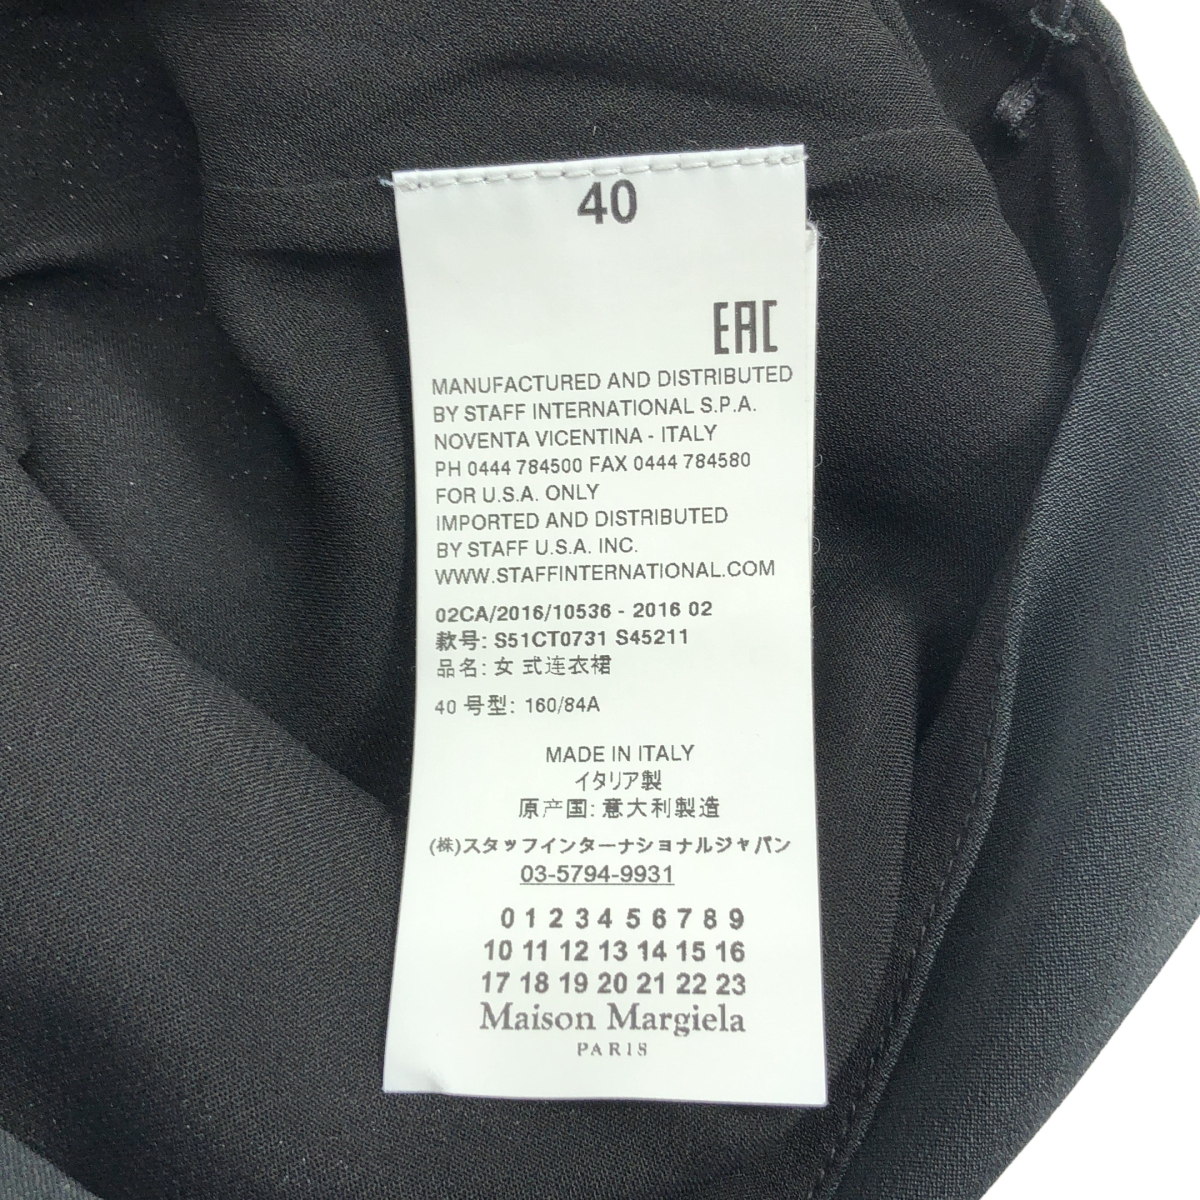 40
EAC
MANUFACTURED AND DISTRIBUTED
BY STAFF INTERNATIONAL S.P.A.
NOVENTA VICENTINA - ITALY
PH 0444 784500 FAX 0444 784580
FOR U.S.A. ONLY
IMPORTED AND DISTRIBUTED
BY STAFF U.S.A. INC.
WWW.STAFFINTERNATIONAL.COM
02CA/2016/10536 - 2016 02
款号: S51CT0731 S45211
品名: 女 式连衣裙
40 号型: 160/84A
MADE IN ITALY
イタリア製
原产国: 意大利製造
(株)スタッフインターナショナルジャパン
03-5794-9931
0 1 2 3 4 5 6 7 8 9
10 11 12 13 14 15 16
17 18 19 20 21 22 23
Maison Margiela
PARIS